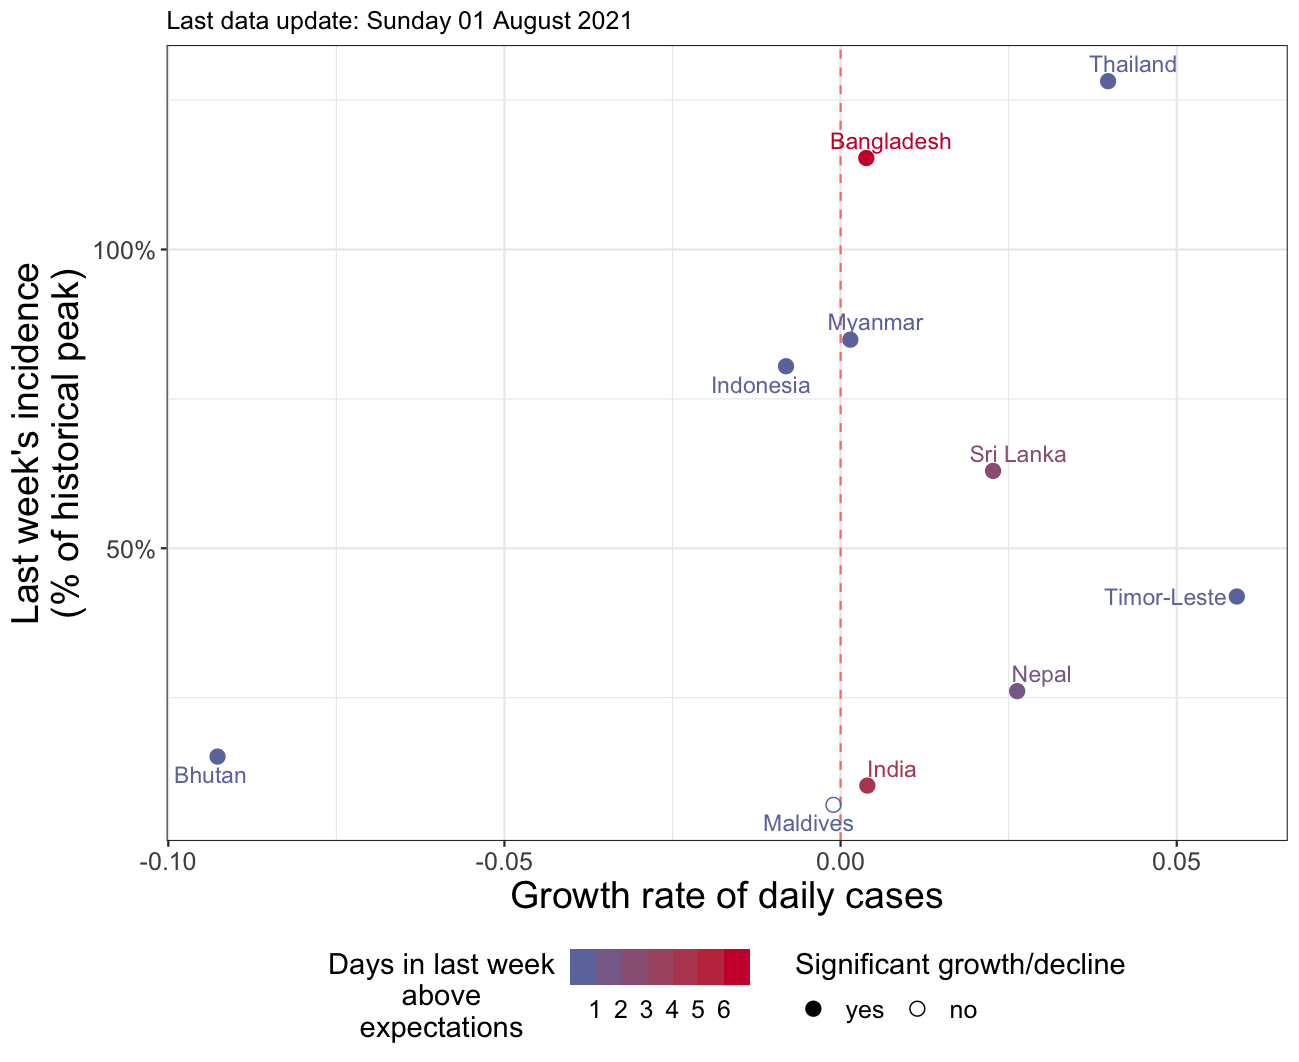 Last data update: Sunday 01 August 2021
Thailand
Bangladesh
100%
Myanmar
Indonesia
Last week's incidence
(% of historical peak)
Sri Lanka
50%
Timor-Leste
Nepal
India
Bhutan
Maldives
-0.10 -0.05 0.00 0.05
Growth rate of daily cases
Days in last week
above
expectations
1 2 3 4 5 6
Significant growth/decline
yes no